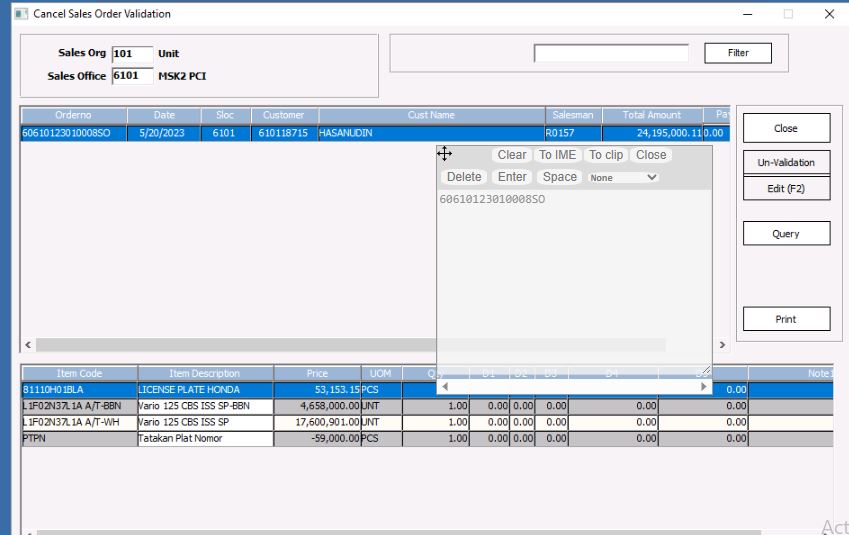 Cancel Sales Order Validation
Sales Org 101 Unit
Sales Office 6101 MSK2 PCI
Filter
Orderno Date Sloc Customer Cust Name Salesman Total Amount Pay
60610123010008SO 5/20/2023 6101 610118715 HASANUDIN R0157 24,195,000.11 0.00
Close
Un-Validation
Edit (F2)
Query
Print
Clear To IME To clip Close
Delete Enter Space None
60610123010008SO
Item Code Item Description Price UOM Qty D1 D2 D3 D4 Note1
81110H01BLA LICENSE PLATE HONDA 53,153.15 PCS 0.00
L1F02N37L1A A/T-BBN Vario 125 CBS ISS SP-BBN 4,658,000.00 UNT 1.00 0.00 0.00 0.00 0.00 0.00
L1F02N37L1A A/T-WH Vario 125 CBS ISS SP 17,600,901.00 UNT 1.00 0.00 0.00 0.00 0.00 0.00
PTPN Tatakan Plat Nomor -59,000.00 PCS 1.00 0.00 0.00 0.00 0.00 0.00
Act